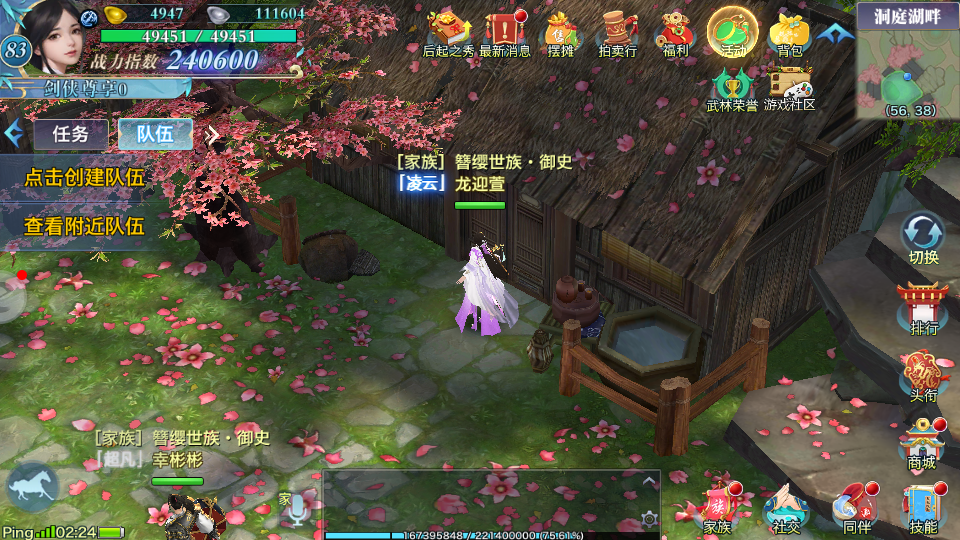 4947
111604
83
49451 / 49451
战力指数 240600
剑侠尊享0
后起之秀
最新消息
摆摊
拍卖行
福利
活动
背包
武林荣誉
游戏社区
洞庭湖畔
(56, 38)
任务
队伍
点击创建队伍
查看附近队伍
[家族] 簪缨世族·御史
「凌云」 龙迎萱
切换
排行
头衔
商城
[家族] 簪缨世族·御史
「超凡」 幸彬彬
家
家族
社交
同伴
技能
Ping
02:24
167395848 / 221400000 (75.61%)